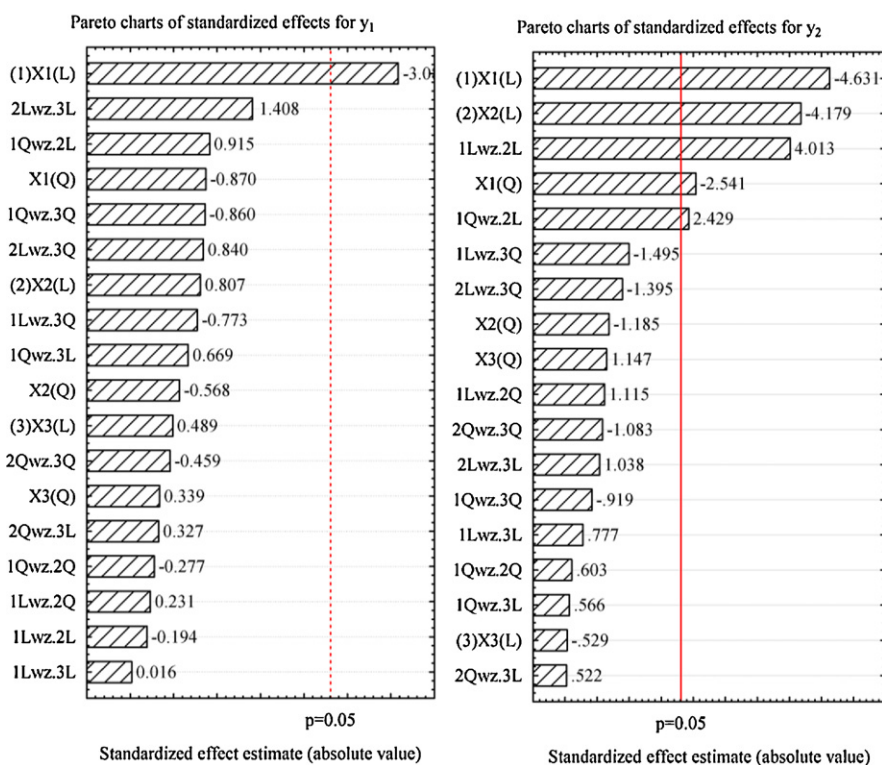 Pareto charts of standardized effects for y1
(1)X1(L) -3.0
2Lwz.3L 1.408
1Qwz.2L 0.915
X1(Q) -0.870
1Qwz.3Q -0.860
2Lwz.3Q 0.840
(2)X2(L) 0.807
1Lwz.3Q -0.773
1Qwz.3L 0.669
X2(Q) -0.568
(3)X3(L) 0.489
2Qwz.3Q -0.459
X3(Q) 0.339
2Qwz.3L 0.327
1Qwz.2Q -0.277
1Lwz.2Q 0.231
1Lwz.2L -0.194
1Lwz.3L 0.016
p=0.05
Standardized effect estimate (absolute value)
Pareto charts of standardized effects for y2
(1)X1(L) -4.631
(2)X2(L) -4.179
1Lwz.2L 4.013
X1(Q) -2.541
1Qwz.2L 2.429
1Lwz.3Q -1.495
2Lwz.3Q -1.395
X2(Q) -1.185
X3(Q) 1.147
1Lwz.2Q 1.115
2Qwz.3Q -1.083
2Lwz.3L 1.038
1Qwz.3Q -.919
1Lwz.3L .777
1Qwz.2Q .603
1Qwz.3L .566
(3)X3(L) -.529
2Qwz.3L .522
p=0.05
Standardized effect estimate (absolute value)